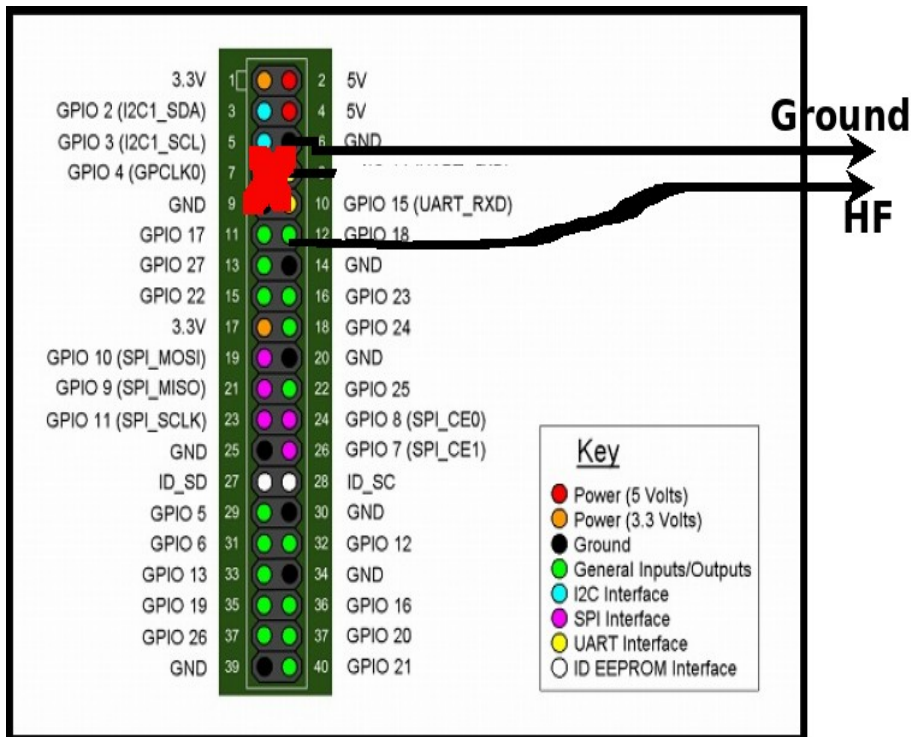 3.3V 1 2 5V
GPIO 2 (I2C1_SDA) 3 4 5V
Ground
GPIO 3 (I2C1_SCL) 5 6 GND
GPIO 4 (GPCLK0) 7
GND 9 10 GPIO 15 (UART_RXD)
HF
GPIO 17 11 12 GPIO 18
GPIO 27 13 14 GND
GPIO 22 15 16 GPIO 23
3.3V 17 18 GPIO 24
GPIO 10 (SPI_MOSI) 19 20 GND
GPIO 9 (SPI_MISO) 21 22 GPIO 25
GPIO 11 (SPI_SCLK) 23 24 GPIO 8 (SPI_CE0)
GND 25 26 GPIO 7 (SPI_CE1)
ID_SD 27 28 ID_SC
GPIO 5 29 30 GND
GPIO 6 31 32 GPIO 12
GPIO 13 33 34 GND
GPIO 19 35 36 GPIO 16
GPIO 26 37 37 GPIO 20
GND 39 40 GPIO 21
Key
Power (5 Volts)
Power (3.3 Volts)
Ground
General Inputs/Outputs
I2C Interface
SPI Interface
UART Interface
ID EEPROM Interface